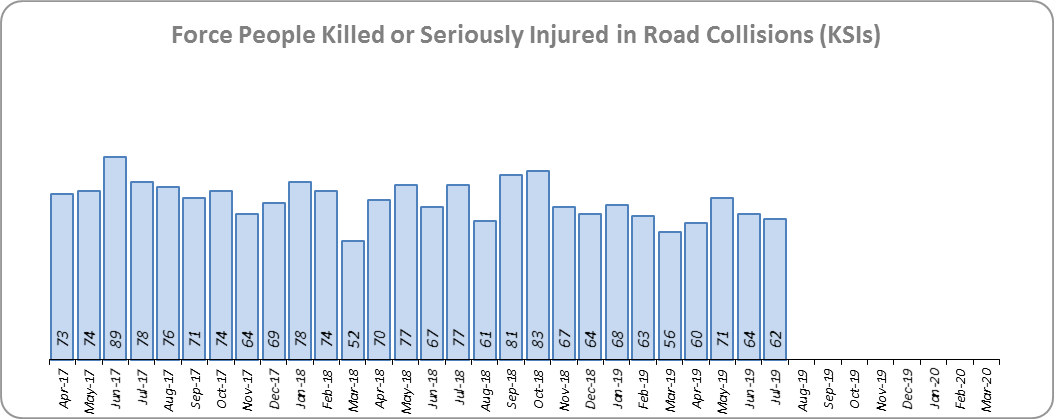 Force People Killed or Seriously Injured in Road Collisions (KSIs)
73 74 89 78 76 71 74 64 69 78 74 52 70 77 67 77 61 81 83 67 64 68 63 56 60 71 64 62
Apr-17 May-17 Jun-17 Jul-17 Aug-17 Sep-17 Oct-17 Nov-17 Dec-17 Jan-18 Feb-18 Mar-18 Apr-18 May-18 Jun-18 Jul-18 Aug-18 Sep-18 Oct-18 Nov-18 Dec-18 Jan-19 Feb-19 Mar-19 Apr-19 May-19 Jun-19 Jul-19 Aug-19 Sep-19 Oct-19 Nov-19 Dec-19 Jan-20 Feb-20 Mar-20